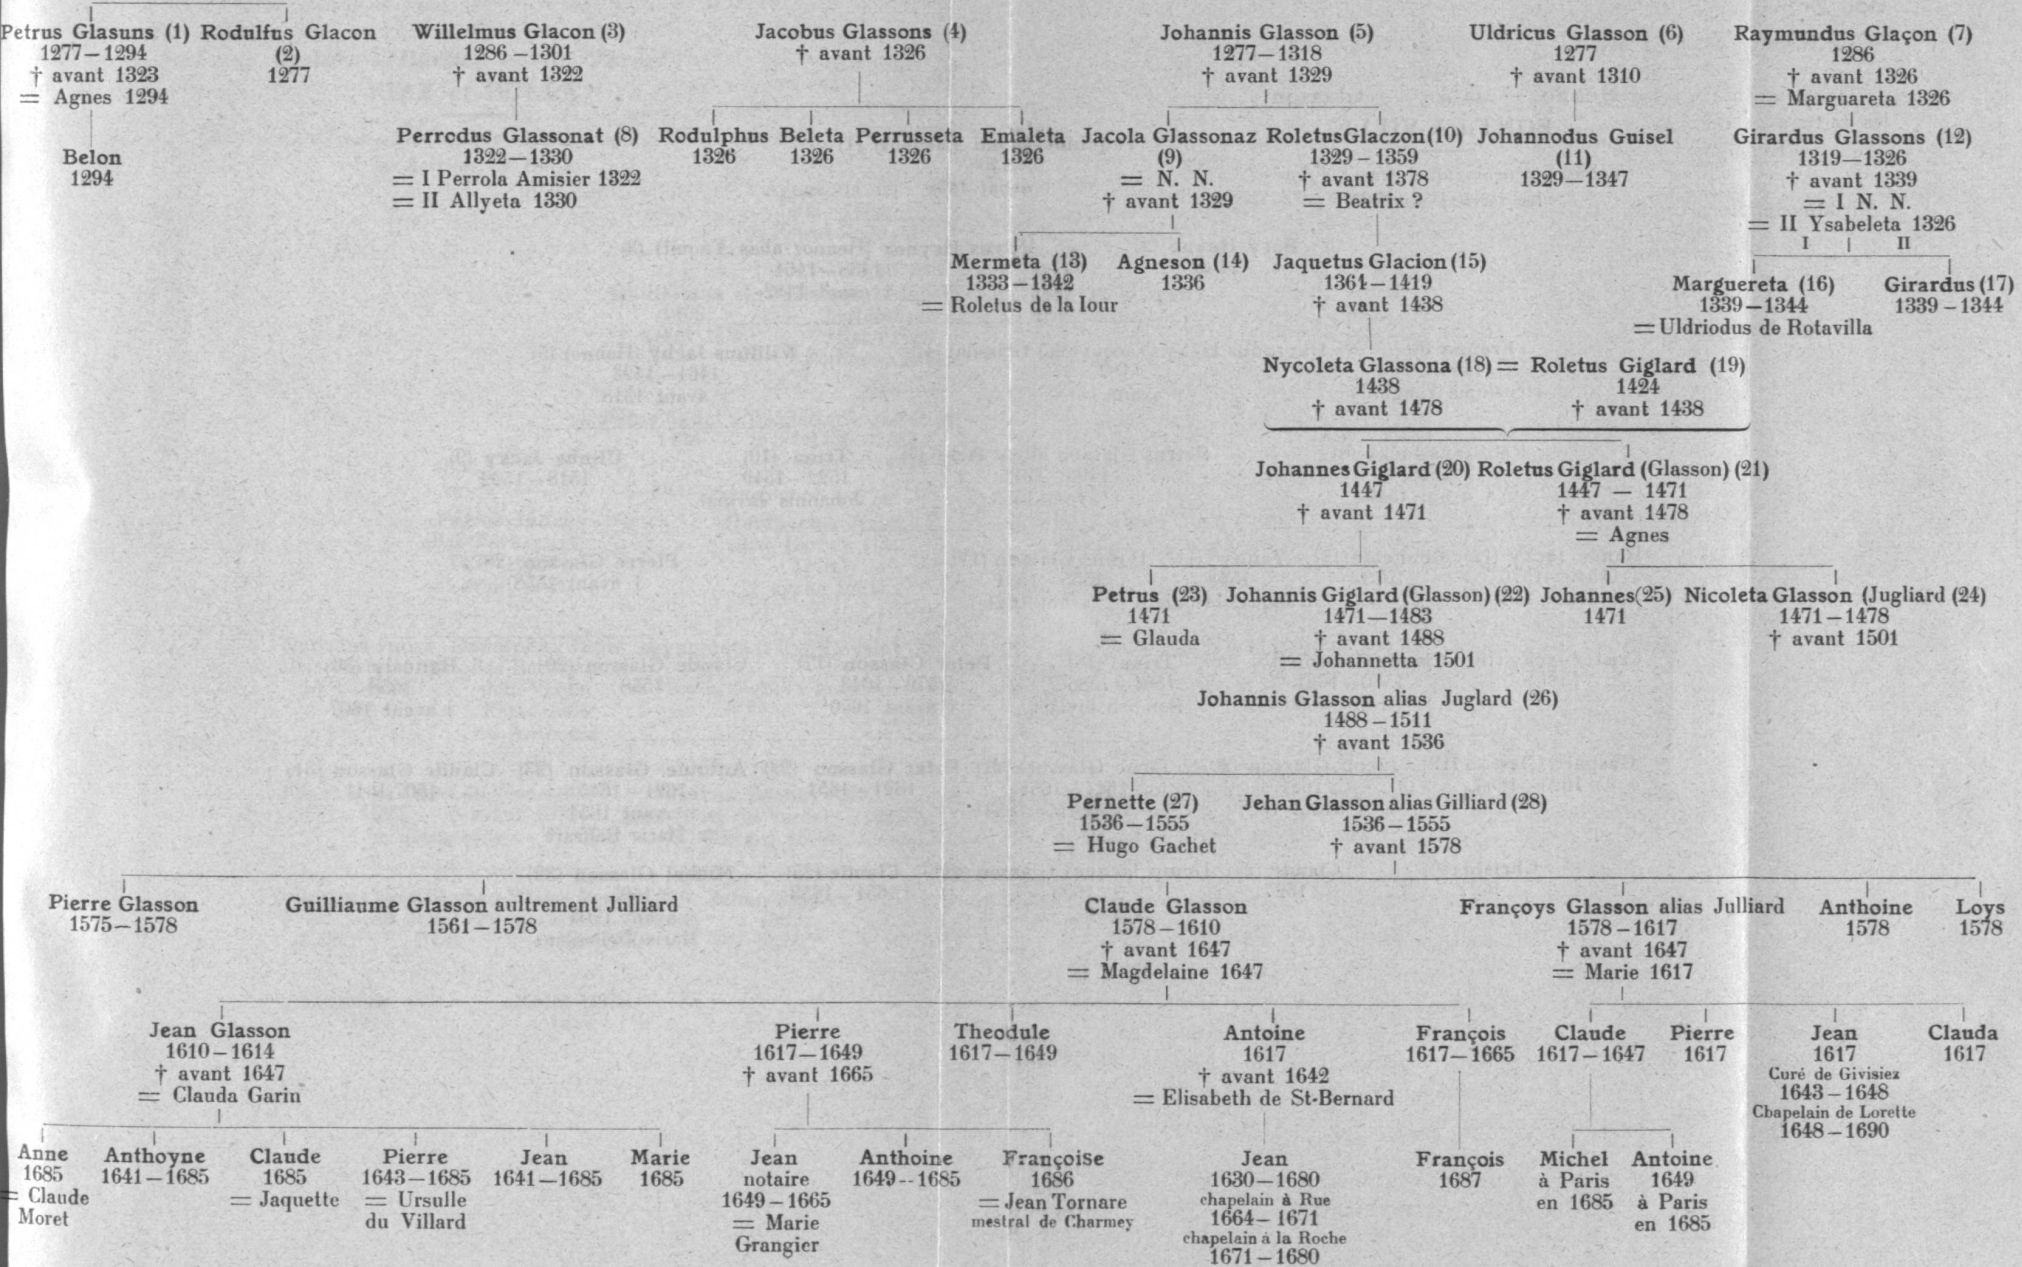 Petrus Glasuns (1)
1277—1294
† avant 1323
= Agnes 1294
Belon
1294
Rodulfus Glacon
(2)
1277
Willelmus Glacon (3)
1286—1301
† avant 1322
Perrodus Glassonat (8)
1322—1330
= I Perrola Amisier 1322
= II Allyeta 1330
Jacobus Glassons (4)
† avant 1326
Rodulphus
1326
Beleta
1326
Perrusseta
1326
Emaleta
1326
Johannis Glasson (5)
1277—1318
† avant 1329
Jacola Glassonaz
(9)
= N. N.
† avant 1329
Roletus Glaczon (10)
1329—1359
† avant 1378
= Beatrix ?
Uldricus Glasson (6)
1277
† avant 1310
Johannodus Guisel
(11)
1329—1347
Raymundus Glaçon (7)
1286
† avant 1326
= Marguareta 1326
Girardus Glassons (12)
1319—1326
† avant 1339
= I N. N.
= II Ysabeleta 1326
I II
Mermeta (13)
1333—1342
= Roletus de la Iour
Agneson (14)
1336
Jaquetus Glacion (15)
1364—1419
† avant 1438
Marguereta (16)
1339—1344
= Uldriodus de Rotavilla
Girardus (17)
1339—1344
Nycoleta Glassona (18) = Roletus Giglard (19)
1438 1424
† avant 1478 † avant 1438
Johannes Giglard (20)
1447
† avant 1471
Roletus Giglard (Glasson) (21)
1447 — 1471
† avant 1478
= Agnes
Petrus (23)
1471
= Glauda
Johannis Giglard (Glasson) (22)
1471—1483
† avant 1488
= Johannetta 1501
Johannes (25)
1471
Nicoleta Glasson (Jugliard (24)
1471—1478
† avant 1501
Johannis Glasson alias Juglard (26)
1488—1511
† avant 1536
Pernette (27)
1536—1555
= Hugo Gachet
Jehan Glasson alias Gilliard (28)
1536—1555
† avant 1578
Pierre Glasson
1575—1578
Guilliaume Glasson aultrement Julliard
1561—1578
Claude Glasson
1578—1610
† avant 1647
= Magdelaine 1647
Françoys Glasson alias Julliard
1578—1617
† avant 1647
= Marie 1617
Anthoine
1578
Loys
1578
Jean Glasson
1610—1614
† avant 1647
= Clauda Garin
Pierre
1617—1649
† avant 1665
Theodule
1617—1649
Antoine
1617
† avant 1642
= Elisabeth de St-Bernard
François
1617—1665
Claude
1617—1647
Pierre
1617
Jean
1617
Curé de Givisiez
1643—1648
Chapelain de Lorette
1648—1690
Clauda
1617
Anne
1685
= Claude
Moret
Anthoyne
1641—1685
Claude
1685
= Jaquette
Pierre
1643—1685
= Ursulle
du Villard
Jean
1641—1685
Marie
1685
Jean
notaire
1649—1665
= Marie
Grangier
Anthoine
1649--1685
Françoise
1686
= Jean Tornare
mestral de Charmey
Jean
1630—1680
chapelain à Rue
1664—1671
chapelain à la Roche
1671—1680
François
1687
Michel
à Paris
en 1685
Antoine
1649
à Paris
en 1685